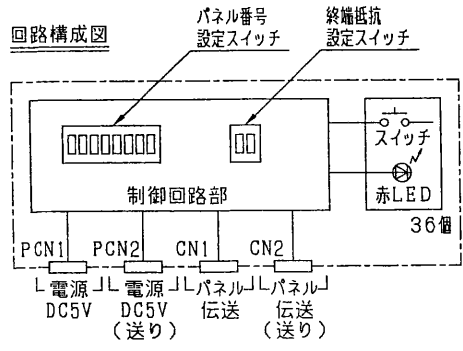 回路構成図
パネル番号
設定スイッチ
終端抵抗
設定スイッチ
スイッチ
赤LED
制御回路部
36個
PCN1
PCN2
CN1
CN2
電源
DC5V
電源
DC5V
(送り)
パネル
伝送
パネル
伝送
(送り)